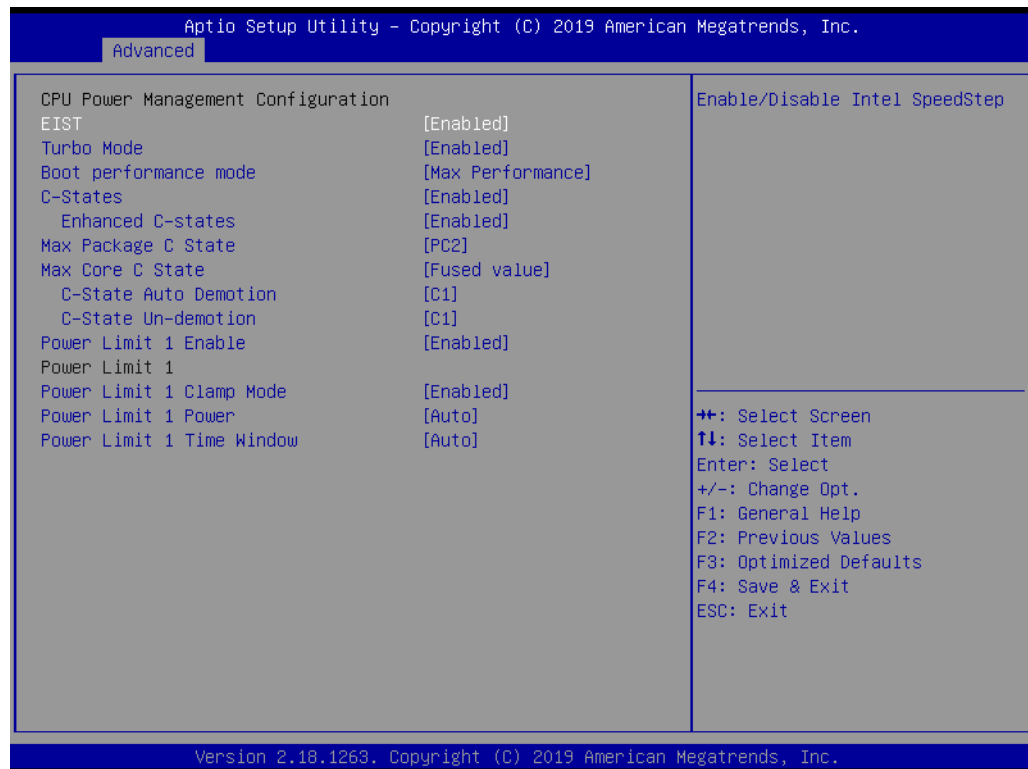 Aptio Setup Utility – Copyright (C) 2019 American Megatrends, Inc.
Advanced
CPU Power Management Configuration
EIST [Enabled]
Turbo Mode [Enabled]
Boot performance mode [Max Performance]
C-States [Enabled]
Enhanced C-states [Enabled]
Max Package C State [PC2]
Max Core C State [Fused value]
C-State Auto Demotion [C1]
C-State Un-demotion [C1]
Power Limit 1 Enable [Enabled]
Power Limit 1
Power Limit 1 Clamp Mode [Enabled]
Power Limit 1 Power [Auto]
Power Limit 1 Time Window [Auto]
Enable/Disable Intel SpeedStep
→←: Select Screen
↑↓: Select Item
Enter: Select
+/-: Change Opt.
F1: General Help
F2: Previous Values
F3: Optimized Defaults
F4: Save & Exit
ESC: Exit
Version 2.18.1263. Copyright (C) 2019 American Megatrends, Inc.